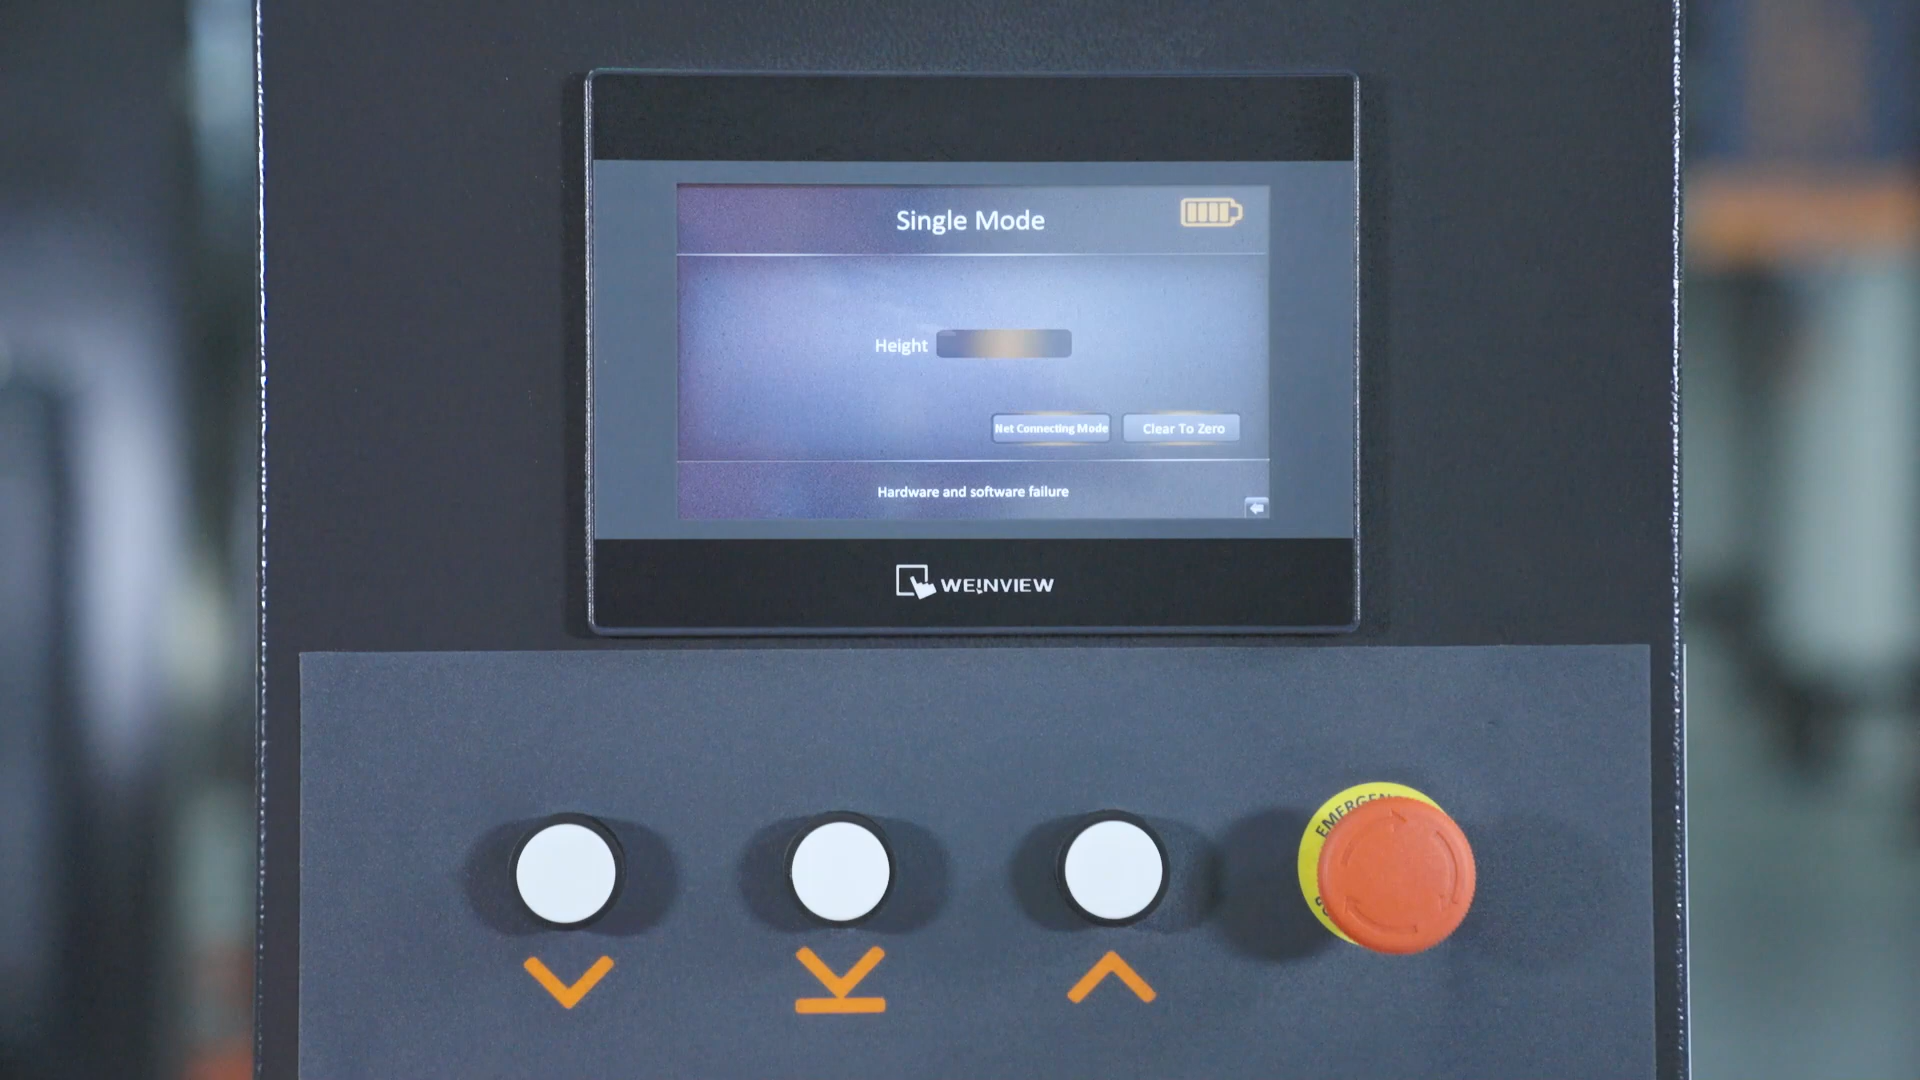 Single Mode
Height
Net Connecting Mode
Clear To Zero
Hardware and software failure
WEINVIEW